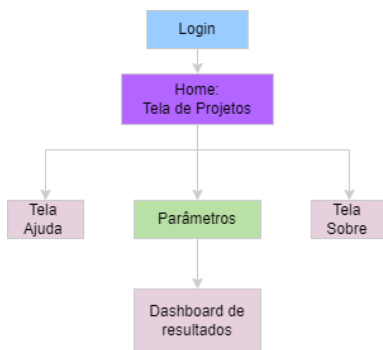 Login
Home:
Tela de Projetos
Tela
Ajuda
Parâmetros
Tela
Sobre
Dashboard de
resultados